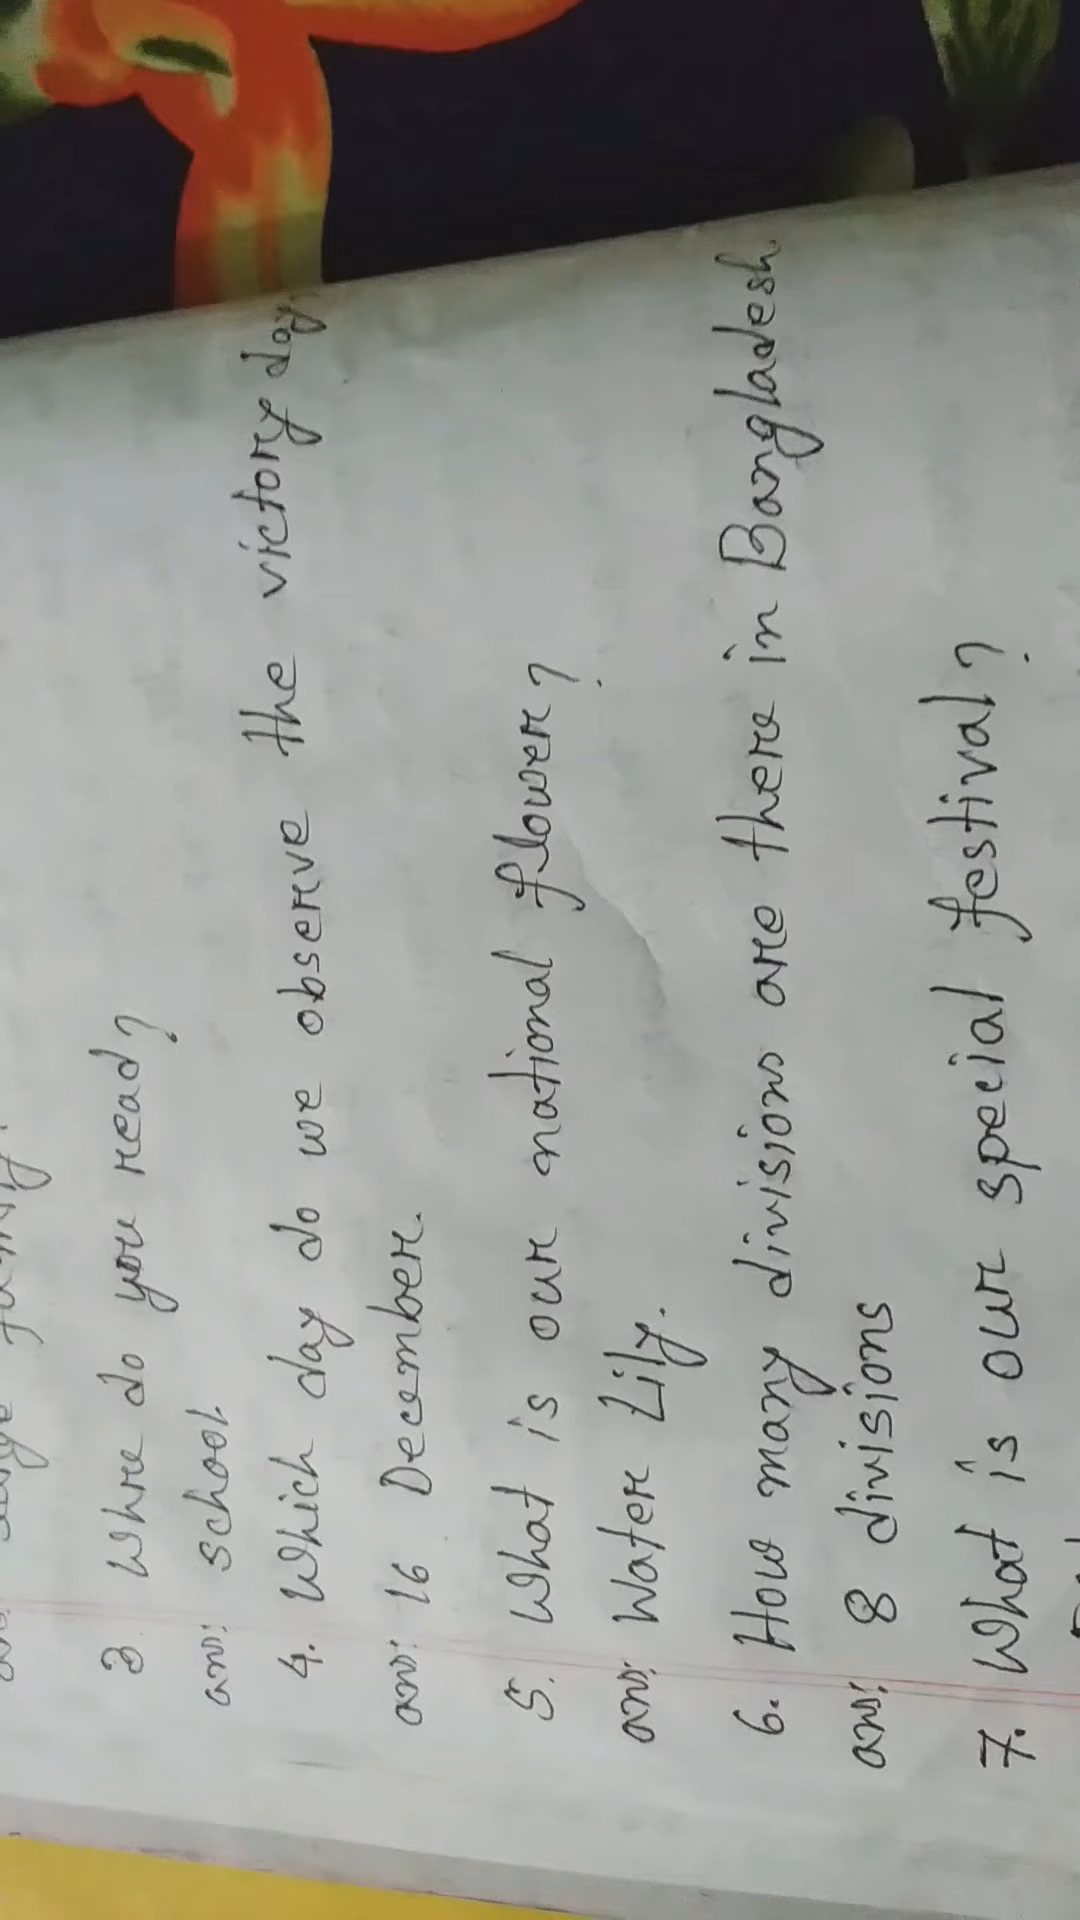 3. Whre do you read?
ans: school
4. Which day do we observe the victory day.
ans: 16 December.
5. What is our national flower?
ans: Water Lily.
6. How many divisions are there in Bangladesh.
ans: 8 divisions
7. What is our special festival?